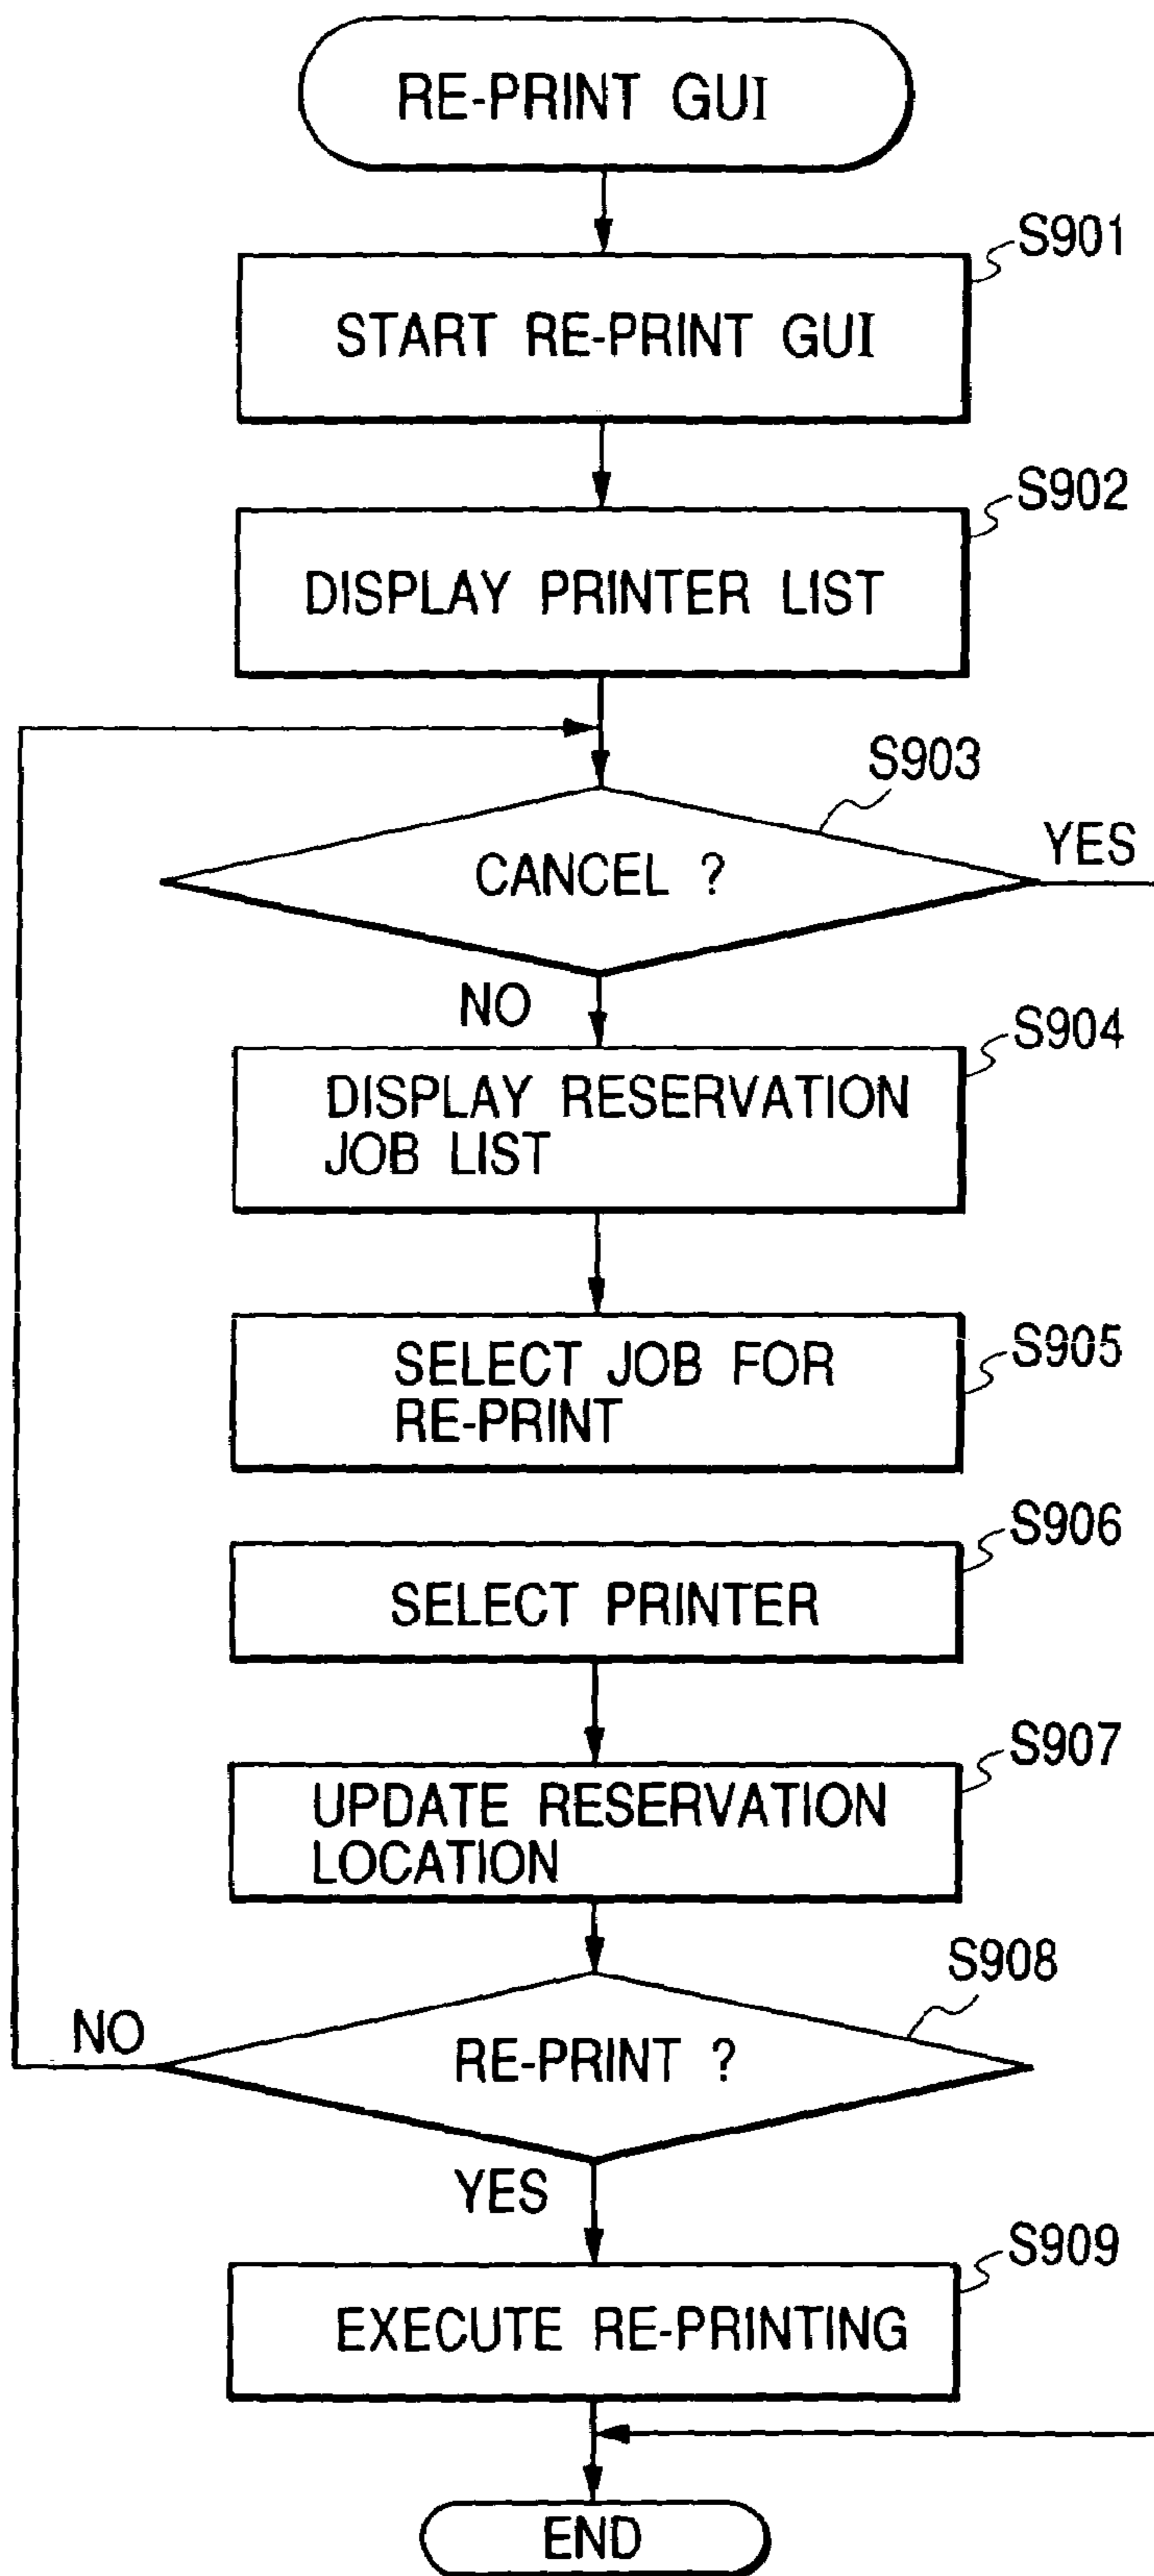 RE-PRINT GUI
S901
START RE-PRINT GUI
S902
DISPLAY PRINTER LIST
S903
CANCEL ?
YES
NO
S904
DISPLAY RESERVATION
JOB LIST
S905
SELECT JOB FOR
RE-PRINT
S906
SELECT PRINTER
S907
UPDATE RESERVATION
LOCATION
S908
RE-PRINT ?
NO
YES
S909
EXECUTE RE-PRINTING
END